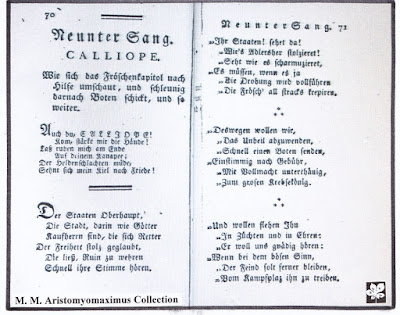 70
Neunter Sang.
CALLIOPE.
Wie sich das Fröschenkapitol nach
Hilfe umschaut, und schleunig
darnach Boten schickt, und so
weiter.
Auch du, CALLIOPE!
Kom, stärke mir die Hände!
Laß ruhen mich am Ende
Auf deinem Kanapee;
Der Heldenschlachten müde,
Sehnt sich mein Kiel nach Friede!
Der Staaten Oberhaupt,
Die Stadt, darin wie Götter
Kaufherren sind, die sich Retter
Der Freiheit stolz geglaubt,
Die ließ, Ruin zu wehren
Schnell ihre Stimme hören.
M. M. Aristomyomaximus Collection
Neunter Sang. 71
„Ihr Staaten! sehet da!
„Wie's Adlersher stolzieret!
„Seht wie es scharmuzieret,
„Es müssen, wenn es ja
„Die Drohung wird vollführen
„Die Frösch' all stracks krepiren.
„Deswegen wollen wir,
„Das Unheil abzuwenden,
„Schnell einen Boten senden,
„Einstimmig nach Gebühr,
„Mit Vollmacht unterthänig,
„Zum großen Krebsekönig.
„Und wollen flehen Ihn
„In Züchten und in Ehren:
„Er woll uns gnädig hören:
„Wenn bei dem bösen Sinn,
„Der Feind solt ferner bleiben,
„Vom Kampfplaz ihn zu treiben.